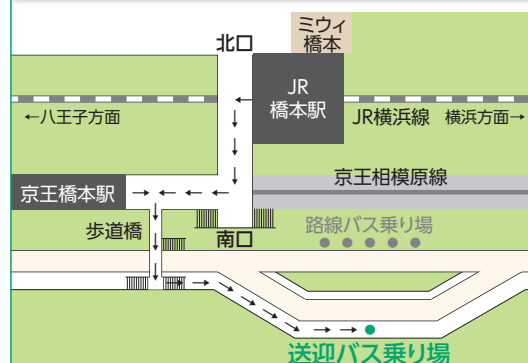 ミウィ
橋本
北口
JR
橋本駅
←八王子方面
JR横浜線 横浜方面→
京王相模原線
京王橋本駅
歩道橋
南口
路線バス乗り場
送迎バス乗り場